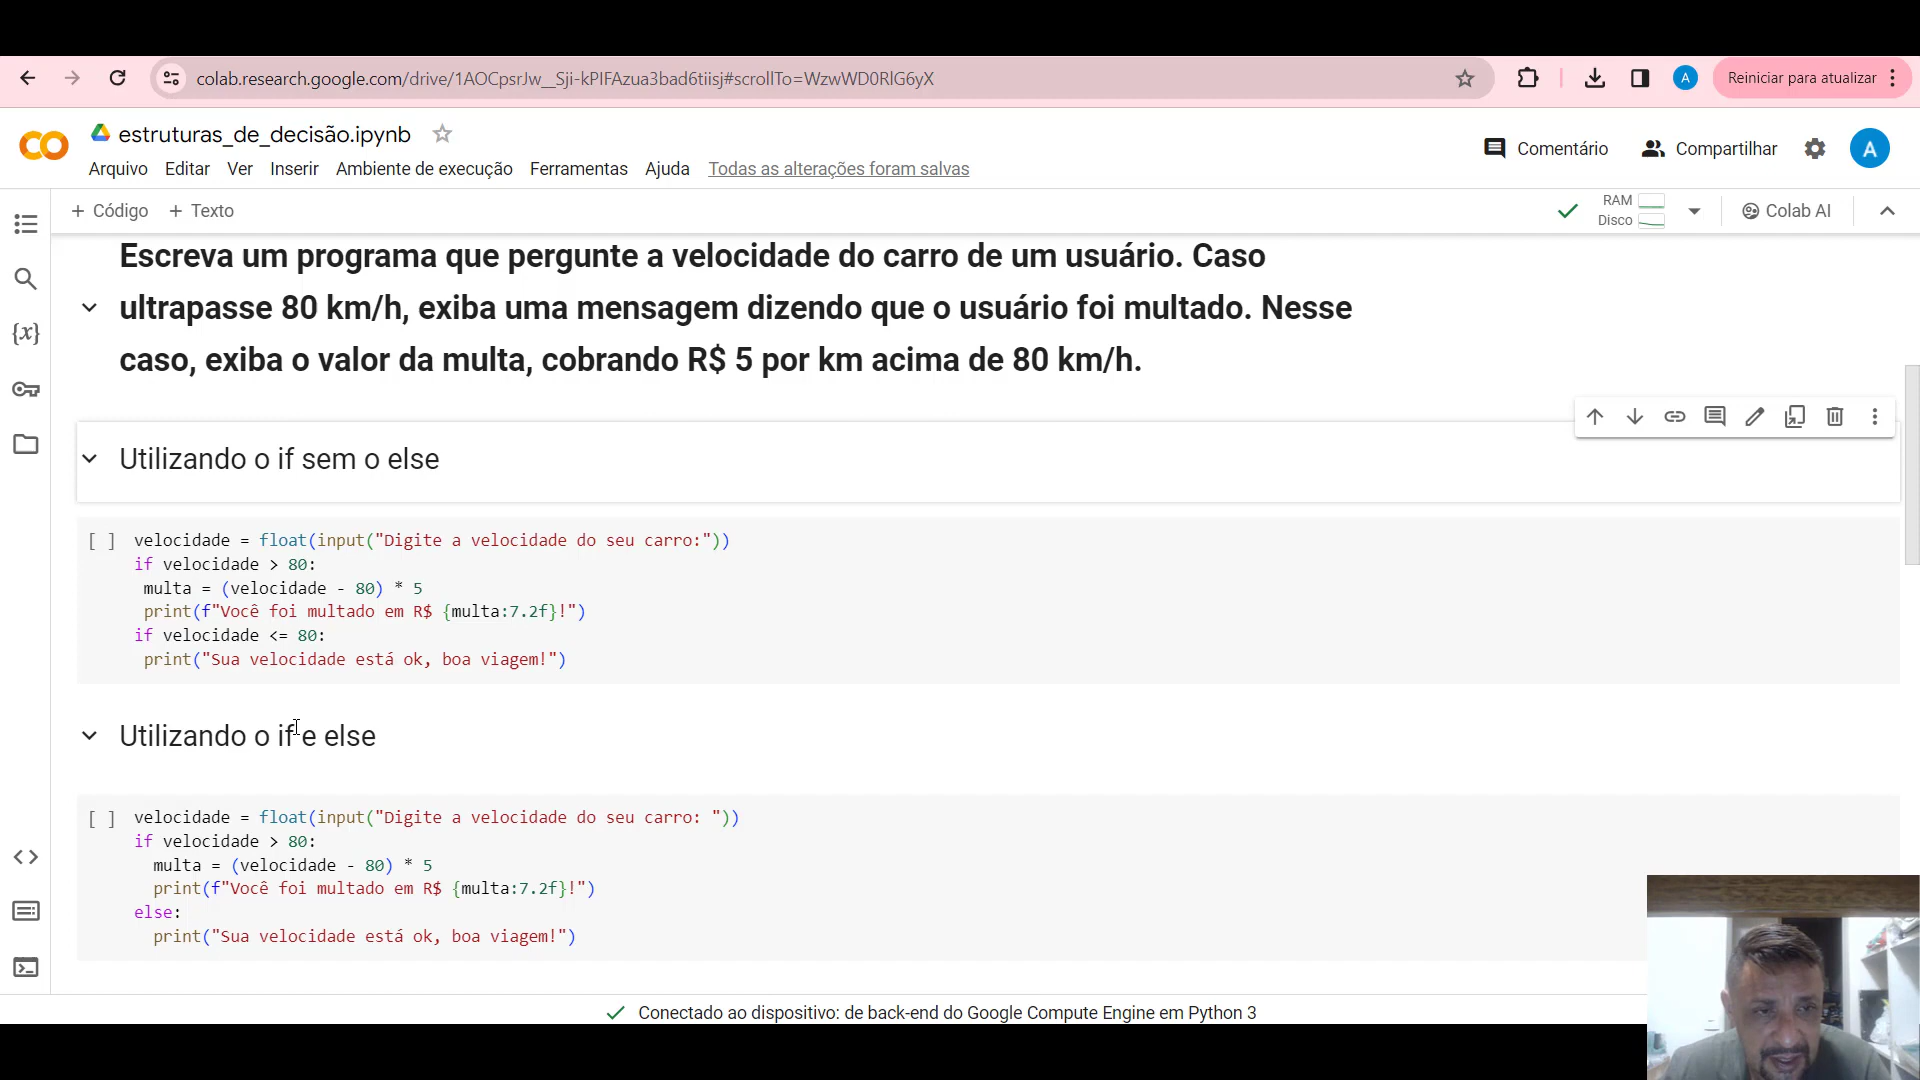 colab.research.google.com/drive/1AOCpsrJw__Sji-kPIFAzua3bad6tiisj#scrollTo=WzwWD0RlG6yX
A
Reiniciar para atualizar
CO
estruturas_de_decisão.ipynb
Comentário
Compartilhar
A
Arquivo Editar Ver Inserir Ambiente de execução Ferramentas Ajuda Todas as alterações foram salvas
+ Código + Texto
RAM
Disco
Colab AI
Escreva um programa que pergunte a velocidade do carro de um usuário. Caso
ultrapasse 80 km/h, exiba uma mensagem dizendo que o usuário foi multado. Nesse
caso, exiba o valor da multa, cobrando R$ 5 por km acima de 80 km/h.
{x}
Utilizando o if sem o else
[ ] velocidade = float(input("Digite a velocidade do seu carro:"))
if velocidade > 80:
multa = (velocidade - 80) * 5
print(f"Você foi multado em R$ {multa:7.2f}!")
if velocidade <= 80:
print("Sua velocidade está ok, boa viagem!")
Utilizando o if e else
[ ] velocidade = float(input("Digite a velocidade do seu carro: "))
if velocidade > 80:
multa = (velocidade - 80) * 5
print(f"Você foi multado em R$ {multa:7.2f}!")
else:
print("Sua velocidade está ok, boa viagem!")
Conectado ao dispositivo: de back-end do Google Compute Engine em Python 3